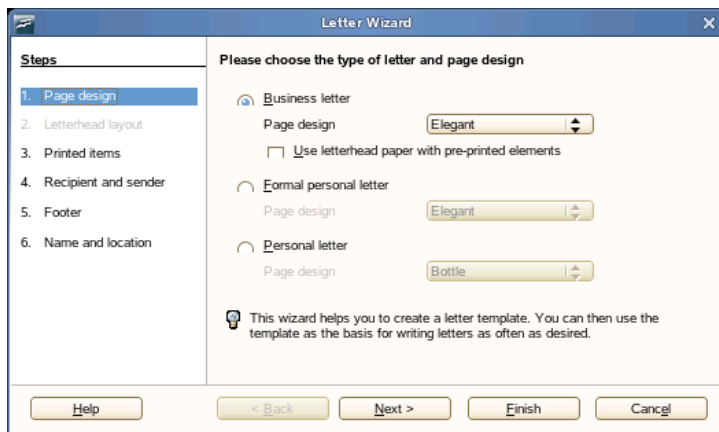 Letter Wizard
Steps
1. Page design
2. Letterhead layout
3. Printed items
4. Recipient and sender
5. Footer
6. Name and location
Please choose the type of letter and page design
Business letter
Page design Elegant
Use letterhead paper with pre-printed elements
Formal personal letter
Page design Elegant
Personal letter
Page design Bottle
This wizard helps you to create a letter template. You can then use the
template as the basis for writing letters as often as desired.
Help < Back Next > Finish Cancel